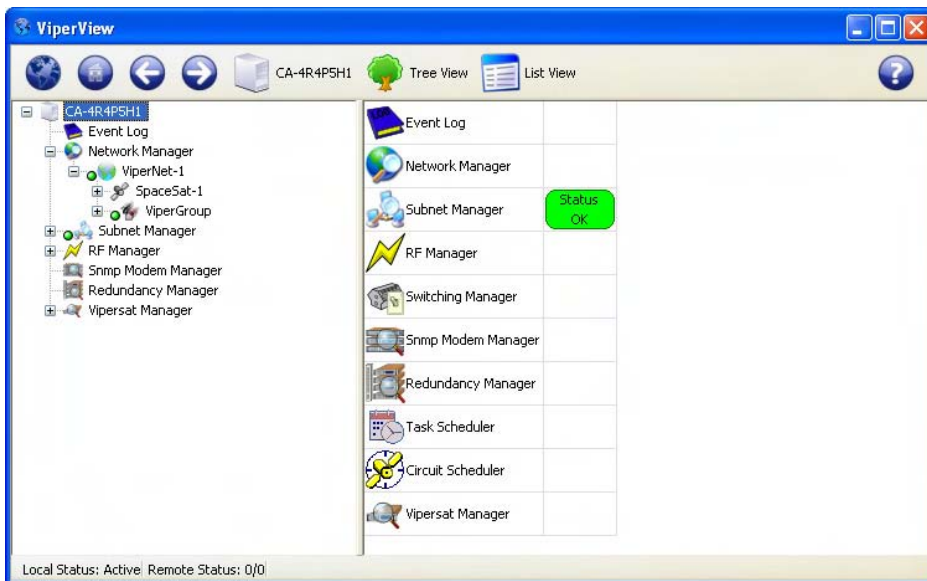 ViperView
CA-4R4P5H1 Tree View List View
CA-4R4P5H1
Event Log
Network Manager
ViperNet-1
SpaceSat-1
ViperGroup
Subnet Manager
RF Manager
Snmp Modem Manager
Redundancy Manager
Vipersat Manager
LOG
Event Log
Network Manager
Subnet Manager
Status
OK
RF Manager
Switching Manager
Snmp Modem Manager
Redundancy Manager
Task Scheduler
Circuit Scheduler
Vipersat Manager
Local Status: Active Remote Status: 0/0